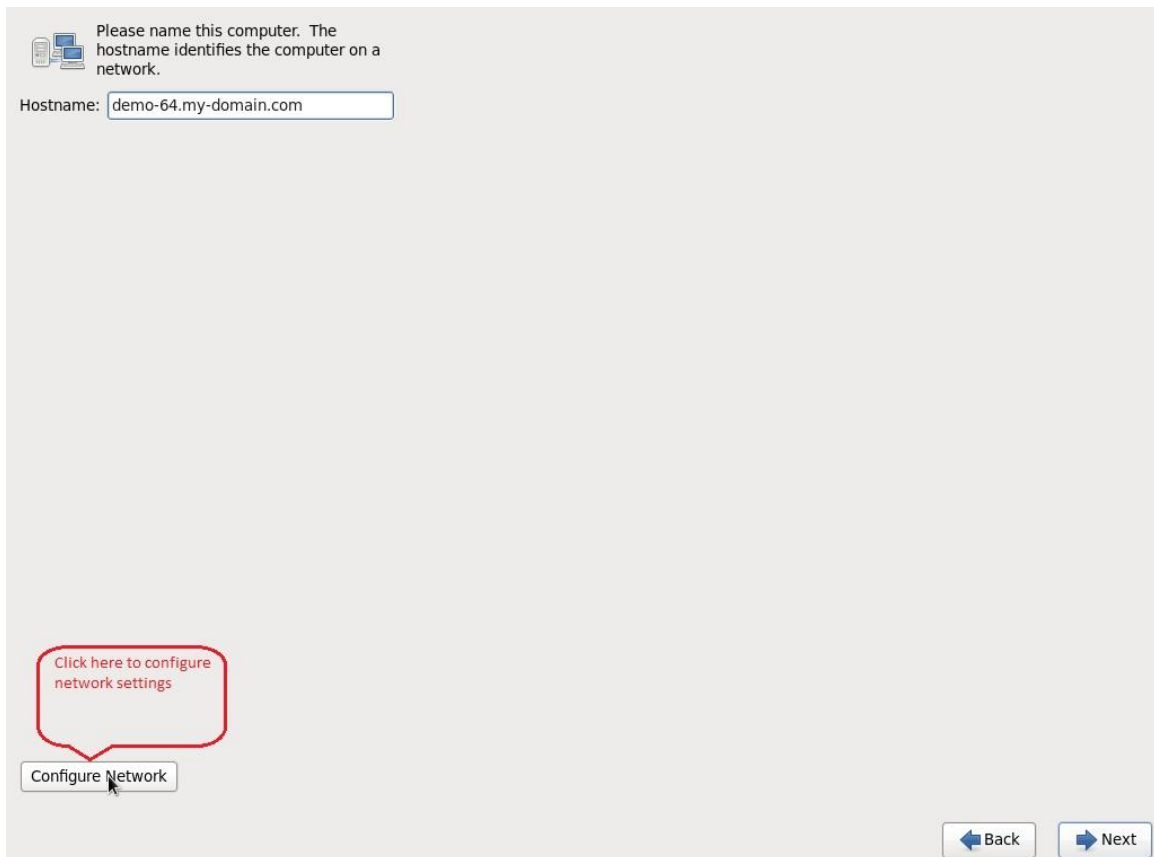 Please name this computer.  The
hostname identifies the computer on a
network.
Hostname: demo-64.my-domain.com
Click here to configure
network settings
Configure Network
Back
Next